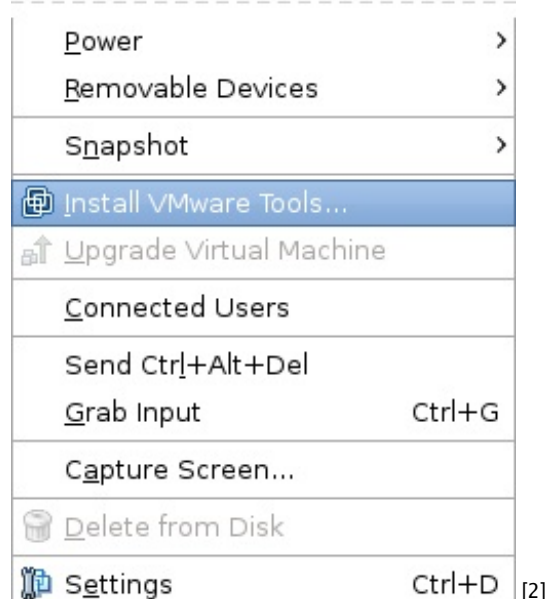 Power
Removable Devices
Snapshot
Install VMware Tools...
Upgrade Virtual Machine
Connected Users
Send Ctrl+Alt+Del
Grab Input Ctrl+G
Capture Screen...
Delete from Disk
Settings Ctrl+D [2]